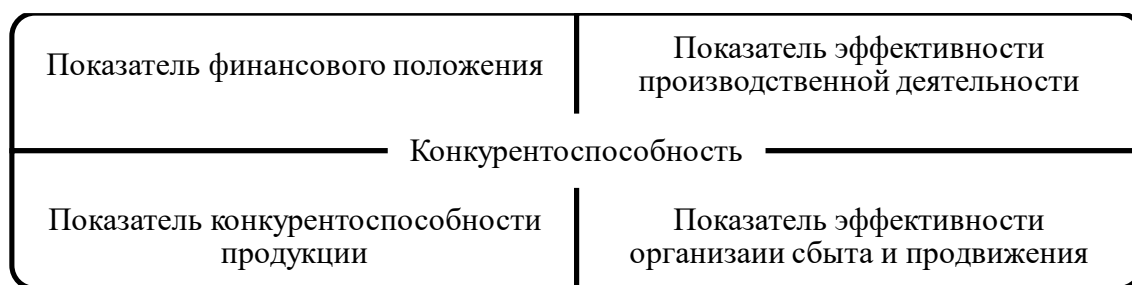 Показатель финансового положения
Показатель эффективности
производственной деятельности
Конкурентоспособность
Показатель конкурентоспособности
продукции
Показатель эффективности
организаии сбыта и продвижения